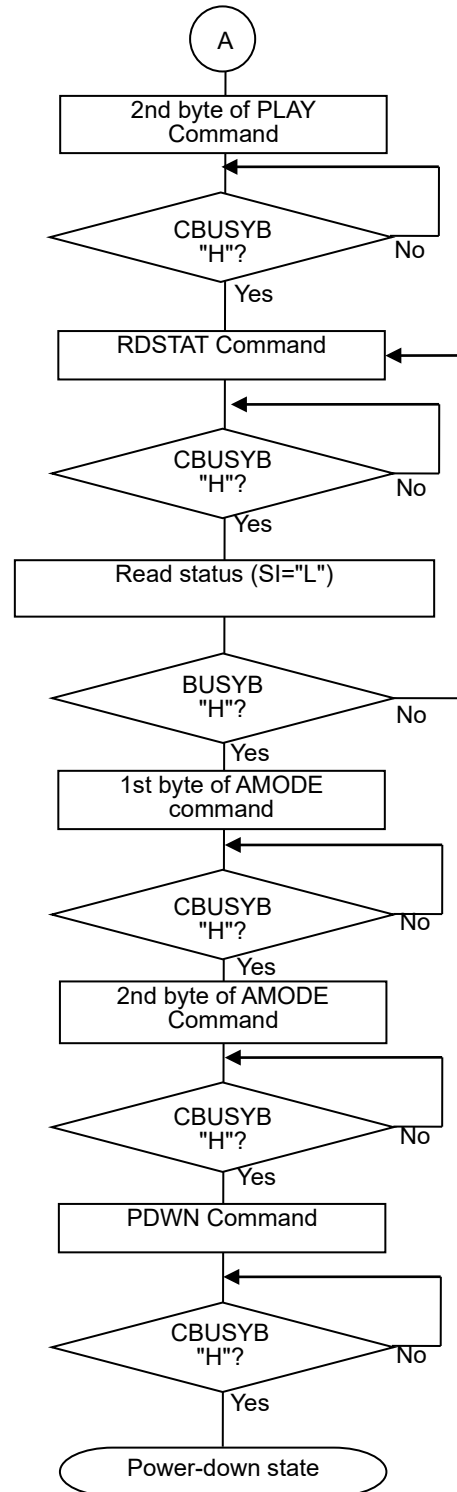 A
2nd byte of PLAY
Command
CBUSYB
"H"?
No
Yes
RDSTAT Command
CBUSYB
"H"?
No
Yes
Read status (SI="L")
BUSYB
"H"?
No
Yes
1st byte of AMODE
command
CBUSYB
"H"?
No
Yes
2nd byte of AMODE
Command
CBUSYB
"H"?
No
Yes
PDWN Command
CBUSYB
"H"?
No
Yes
Power-down state